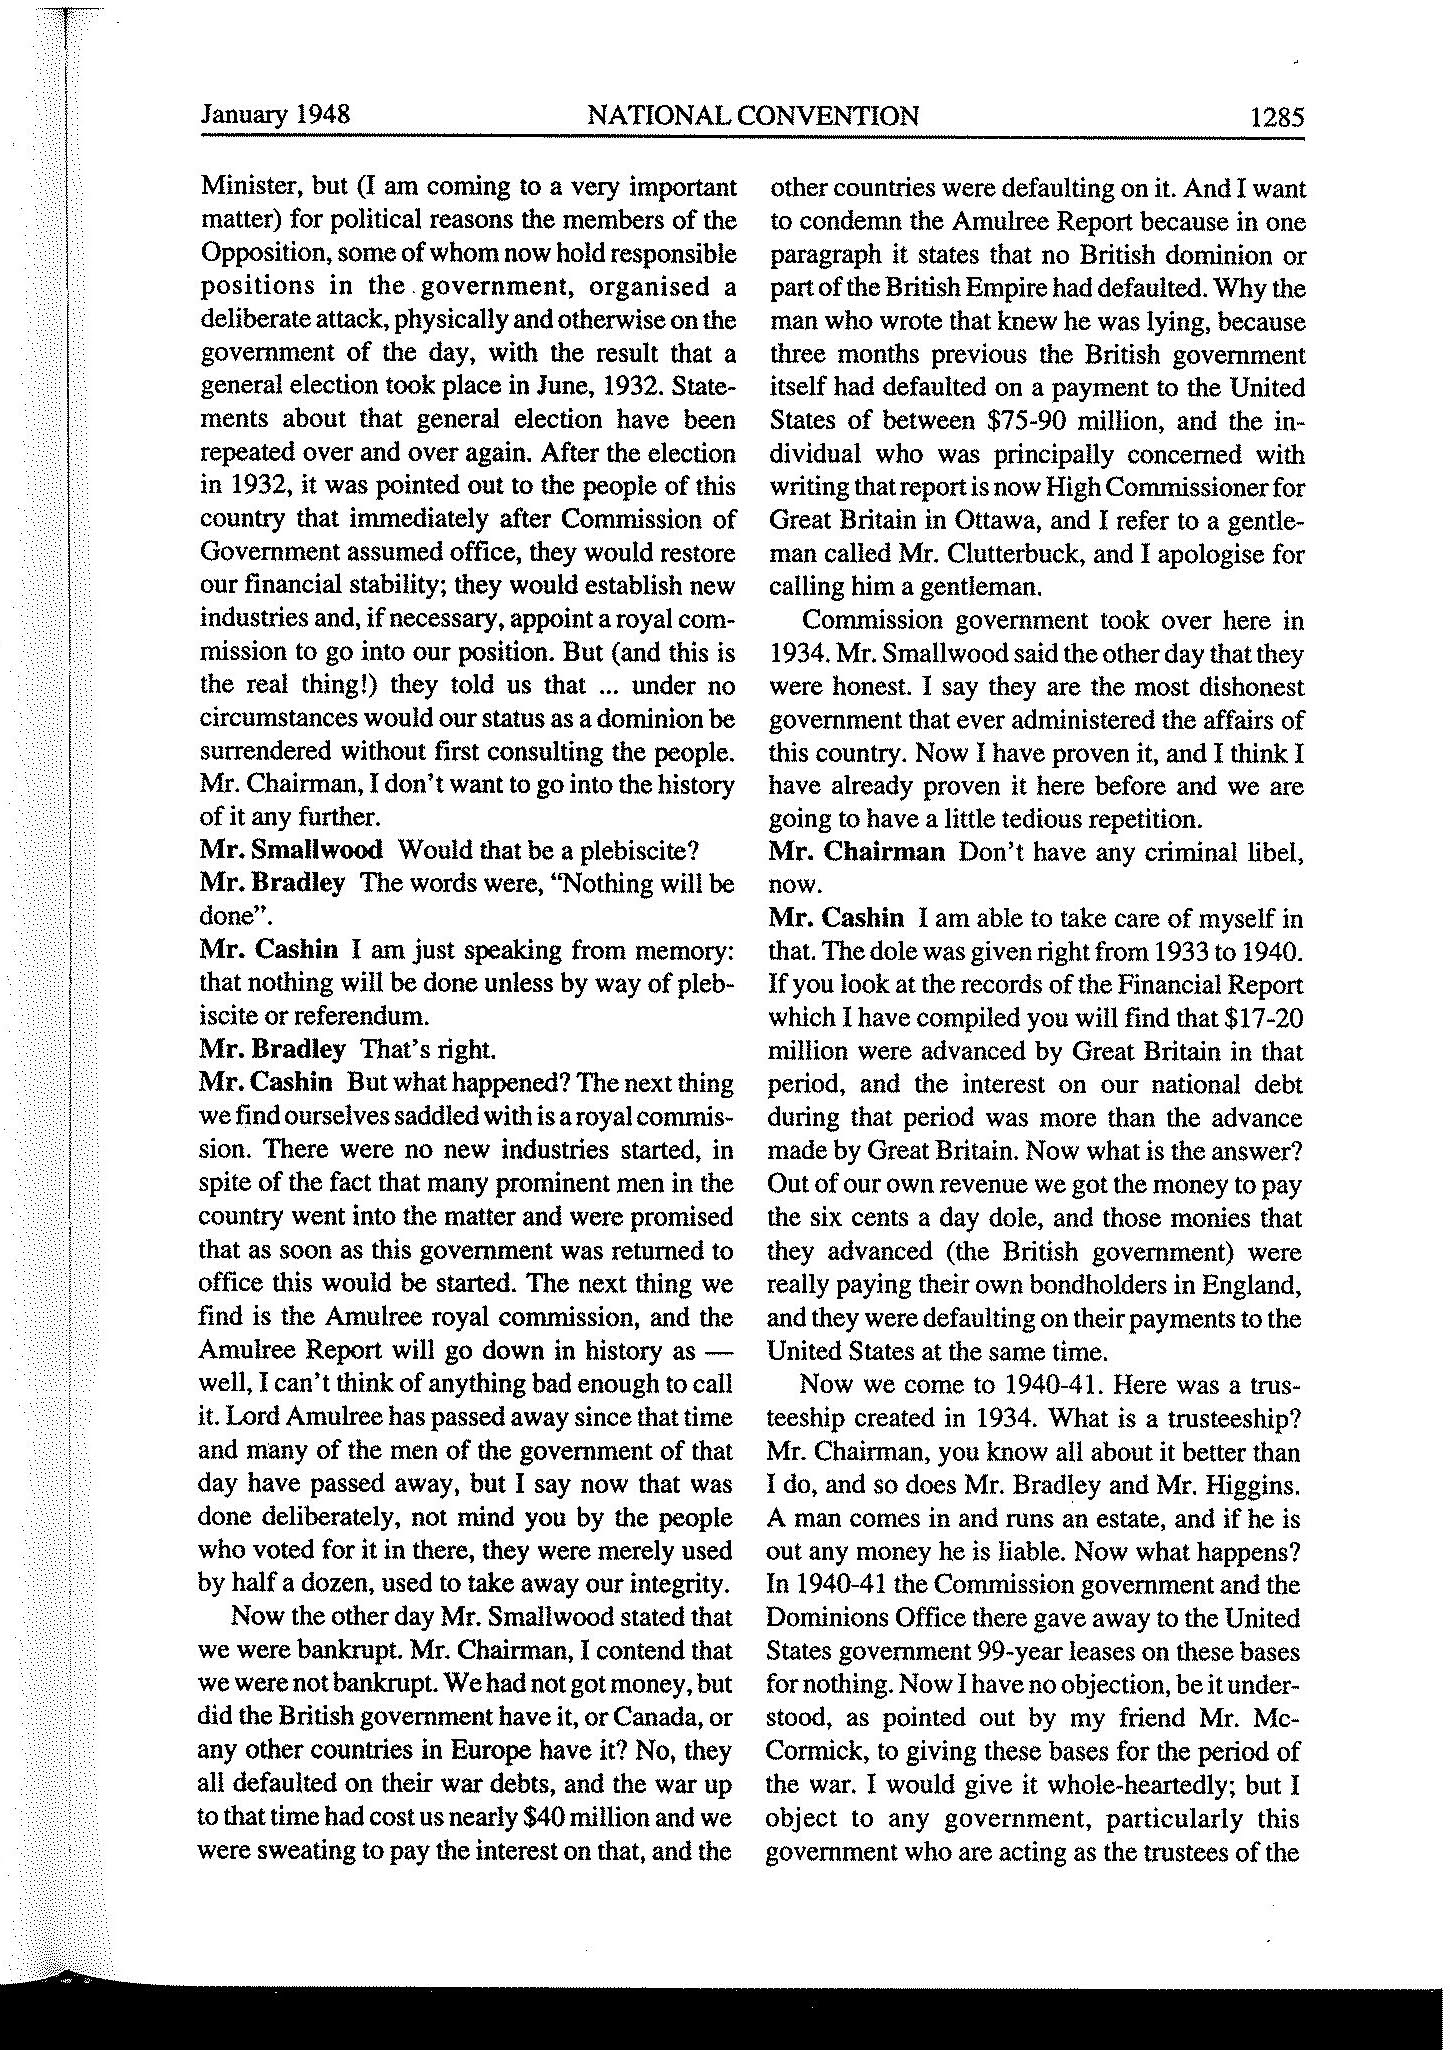 January 1948 NATIONAL CONVENTION 1285
Minister, but (I am coming to a very important
matter) for political reasons the members of the
Opposition, some of whom now hold responsible
positions in the government, organised a
deliberate attack, physically and otherwise on the
government of the day, with the result that a
general election took place in June, 1932. State-
ments about that general election have been
repeated over and over again. After the election
in 1932, it was pointed out to the people of this
country that immediately after Commission of
Government assumed office, they would restore
our financial stability; they would establish new
industries and, if necessary, appoint a royal com-
mission to go into our position. But (and this is
the real thing!) they told us that ... under no
circumstances would our status as a dominion be
surrendered without first consulting the people.
Mr. Chairman, I don't want to go into the history
of it any further.
Mr. Smallwood Would that be a plebiscite?
Mr. Bradley The words were, "Nothing will be
done".
Mr. Cashin I am just speaking from memory:
that nothing will be done unless by way of pleb-
iscite or referendum.
Mr. Bradley That's right.
Mr. Cashin But what happened? The next thing
we find ourselves saddled with is a royal commis-
sion. There were no new industries started, in
spite of the fact that many prominent men in the
country went into the matter and were promised
that as soon as this government was returned to
office this would be started. The next thing we
find is the Amulree royal commission, and the
Amulree Report will go down in history as —
well, I can't think of anything bad enough to call
it. Lord Amulree has passed away since that time
and many of the men of the government of that
day have passed away, but I say now that was
done deliberately, not mind you by the people
who voted for it in there, they were merely used
by half a dozen, used to take away our integrity.
Now the other day Mr. Smallwood stated that
we were bankrupt. Mr. Chairman, I contend that
we were not bankrupt. We had not got money, but
did the British government have it, or Canada, or
any other countries in Europe have it? No, they
all defaulted on their war debts, and the war up
to that time had cost us nearly $40 million and we
were sweating to pay the interest on that, and the
other countries were defaulting on it. And I want
to condemn the Amulree Report because in one
paragraph it states that no British dominion or
part of the British Empire had defaulted. Why the
man who wrote that knew he was lying, because
three months previous the British government
itself had defaulted on a payment to the United
States of between $75-90 million, and the in-
dividual who was principally concerned with
writing that report is now High Commissioner for
Great Britain in Ottawa, and I refer to a gentle-
man called Mr. Clutterbuck, and I apologise for
calling him a gentleman.
Commission government took over here in
1934. Mr. Smallwood said the other day that they
were honest. I say they are the most dishonest
government that ever administered the affairs of
this country. Now I have proven it, and I think I
have already proven it here before and we are
going to have a little tedious repetition.
Mr. Chairman Don't have any criminal libel,
now.
Mr. Cashin I am able to take care of myself in
that. The dole was given right from 1933 to 1940.
If you look at the records of the Financial Report
which I have compiled you will find that $17-20
million were advanced by Great Britain in that
period, and the interest on our national debt
during that period was more than the advance
made by Great Britain. Now what is the answer?
Out of our own revenue we got the money to pay
the six cents a day dole, and those monies that
they advanced (the British government) were
really paying their own bondholders in England,
and they were defaulting on their payments to the
United States at the same time.
Now we come to 1940-41. Here was a trus-
teeship created in 1934. What is a trusteeship?
Mr. Chairman, you know all about it better than
I do, and so does Mr. Bradley and Mr. Higgins.
A man comes in and runs an estate, and if he is
out any money he is liable. Now what happens?
In 1940-41 the Commission government and the
Dominions Office there gave away to the United
States government 99-year leases on these bases
for nothing. Now I have no objection, be it under-
stood, as pointed out by my friend Mr. Mc-
Cormick, to giving these bases for the period of
the war. I would give it whole-heartedly; but I
object to any government, particularly this
government who are acting as the trustees of the